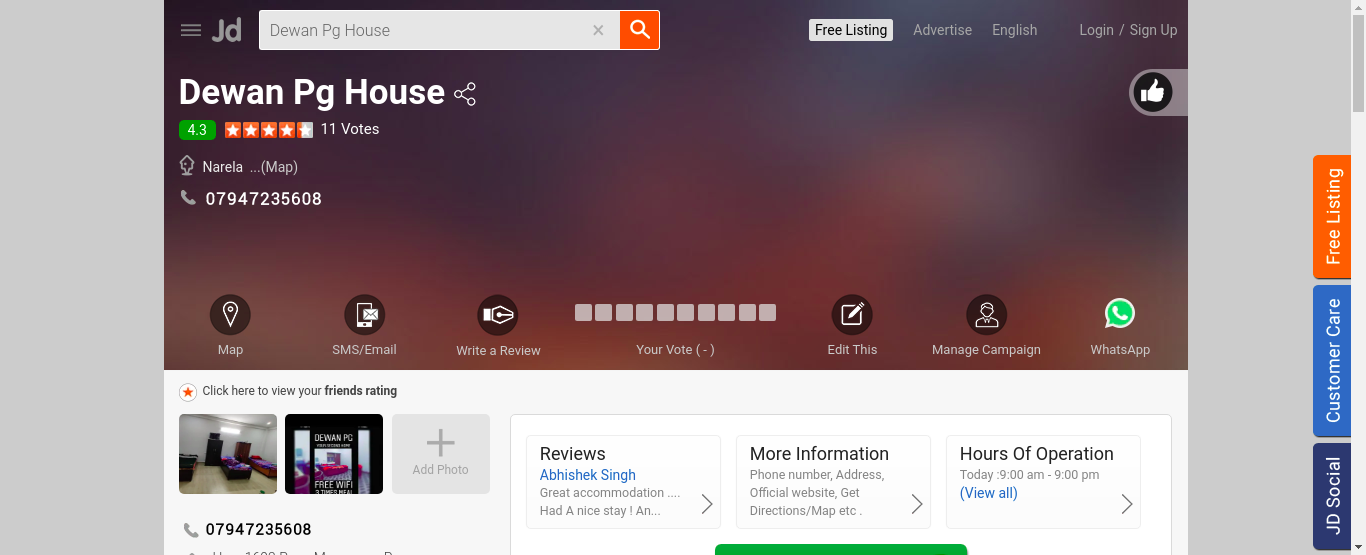 Jd
Dewan Pg House
Free Listing
Advertise
English
Login / Sign Up
Dewan Pg House
4.3
11 Votes
Narela ...(Map)
07947235608
Map
SMS/Email
Write a Review
Your Vote ( - )
Edit This
Manage Campaign
WhatsApp
Click here to view your friends rating
DEWAN PG
YOUR SECOND HOME
FREE WIFI
3 TIMES MEAL
Add Photo
Reviews
Abhishek Singh
Great accommodation ....
Had A nice stay ! An...
More Information
Phone number, Address,
Official website, Get
Directions/Map etc .
Hours Of Operation
Today :9:00 am - 9:00 pm
(View all)
07947235608
Free Listing
Customer Care
JD Social